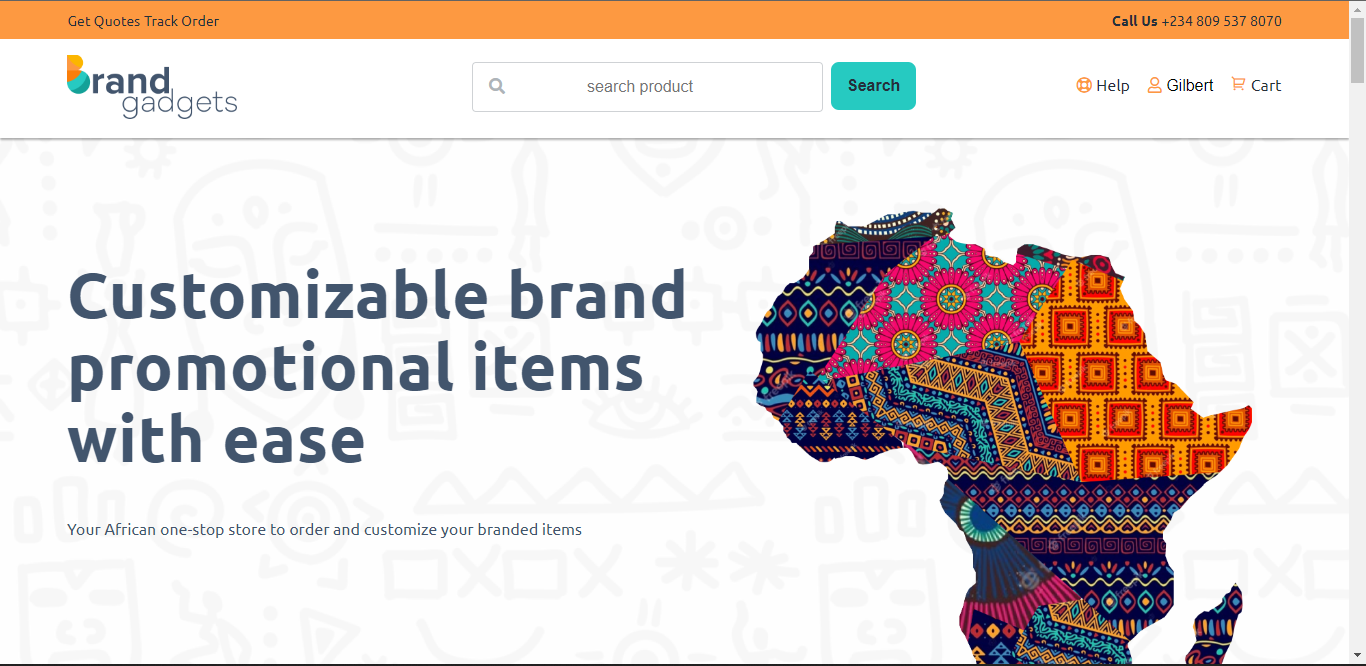 Get Quotes Track Order
Call Us +234 809 537 8070
Brand
gadgets
search product
Search
Help
Gilbert
Cart
Customizable brand
promotional items
with ease
Your African one-stop store to order and customize your branded items